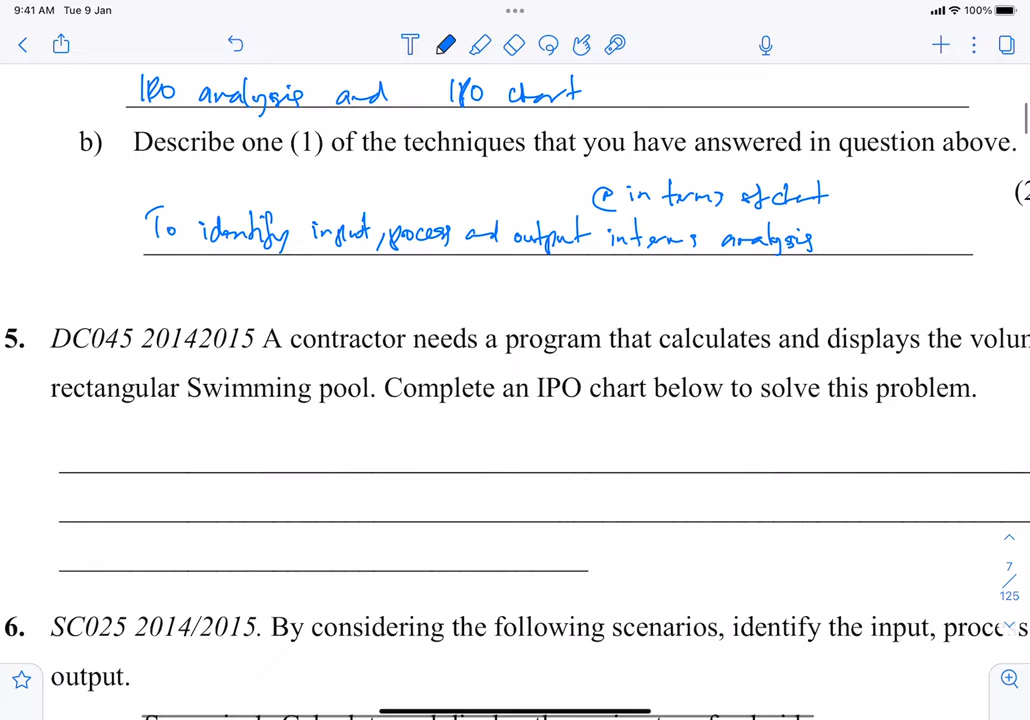 9:41 AM Tue 9 Jan
100%
IPO analysis and IPO chart
b) Describe one (1) of the techniques that you have answered in question above.
(2
@ in terms of chart
To identify input, process and output in terms analysis
5. DC045 20142015 A contractor needs a program that calculates and displays the volum
rectangular Swimming pool. Complete an IPO chart below to solve this problem.
7
/
125
6. SC025 2014/2015. By considering the following scenarios, identify the input, process
output.